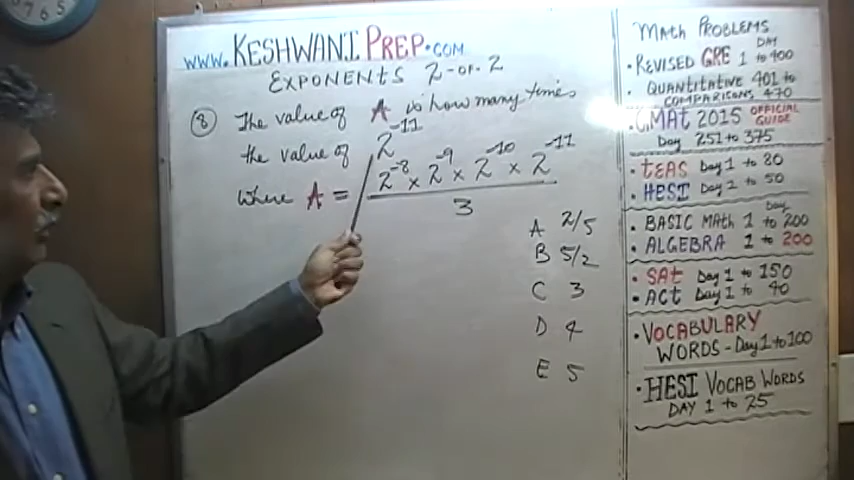 www.KESHWANIPREP.COM
EXPONENTS 2-OF-2
8 The value of A is how many times
the value of 2^-11
where A = 2^-8 × 2^-9 × 2^-10 × 2^-11
3
A 2/5
B 5/2
C 3
D 4
E 5
MATH PROBLEMS
DAY
• REVISED GRE 1 to 400
• QUANTITATIVE 401 to
COMPARISONS 470
• GMAT 2015 OFFICIAL
GUIDE
DAY 251 to 375
• TEAS Day 1 to 80
• HESI Day 1 to 50
DAY
• BASIC MATH 1 to 200
• ALGEBRA 1 to 200
• SAT Day 1 to 150
• ACT Day 1 to 40
• VOCABULARY
WORDS - Day 1 to 100
• HESI VOCAB WORDS
DAY 1 to 25
7 6 5